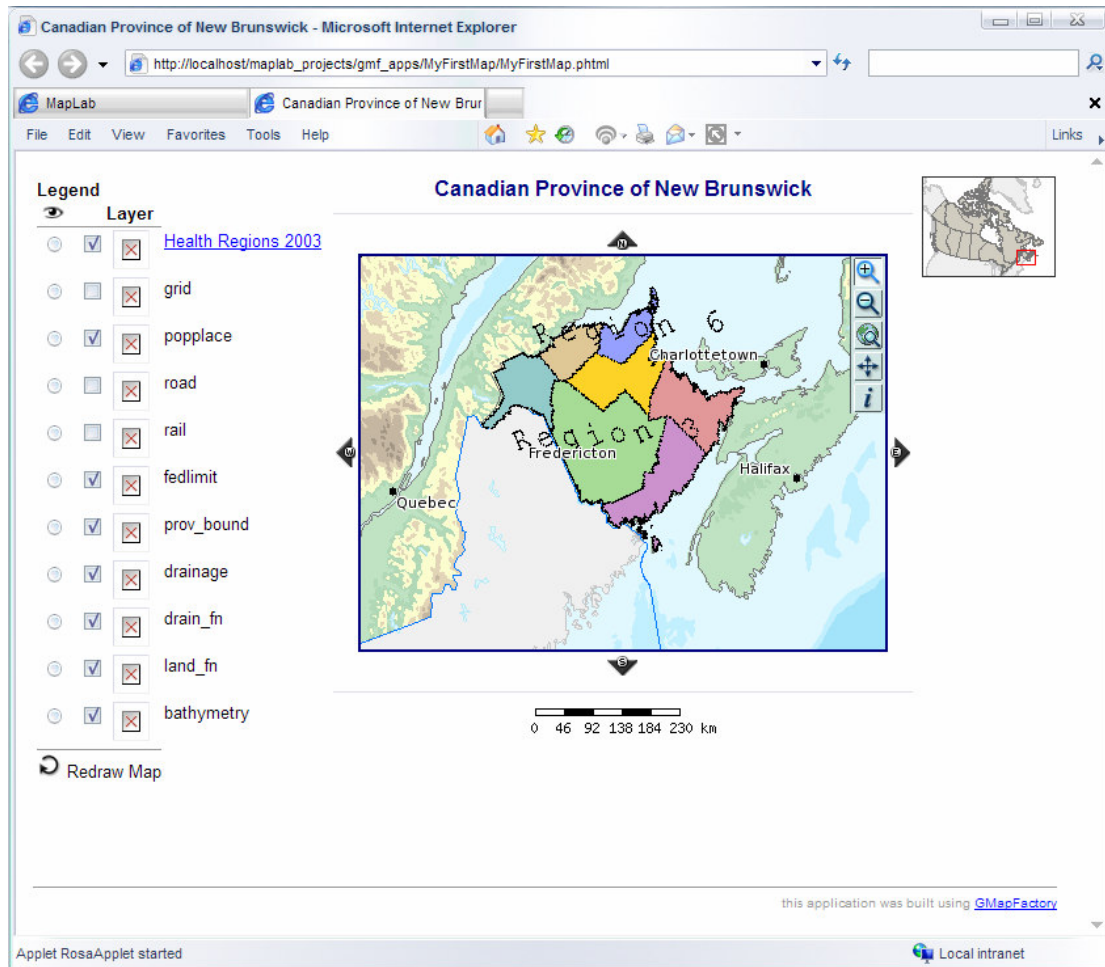 Canadian Province of New Brunswick - Microsoft Internet Explorer
http://localhost/maplab_projects/gmf_apps/MyFirstMap/MyFirstMap.phtml
MapLab
Canadian Province of New Brun
File Edit View Favorites Tools Help
Links
Legend
Layer
Health Regions 2003
grid
popplace
road
rail
fedlimit
prov_bound
drainage
drain_fn
land_fn
bathymetry
Redraw Map
Canadian Province of New Brunswick
N
Region 6
Charlottetown
i
Region 3
Fredericton
W
E
Halifax
Quebec
S
0 46 92 138 184 230 km
this application was built using GMapFactory
Applet RosaApplet started
Local intranet